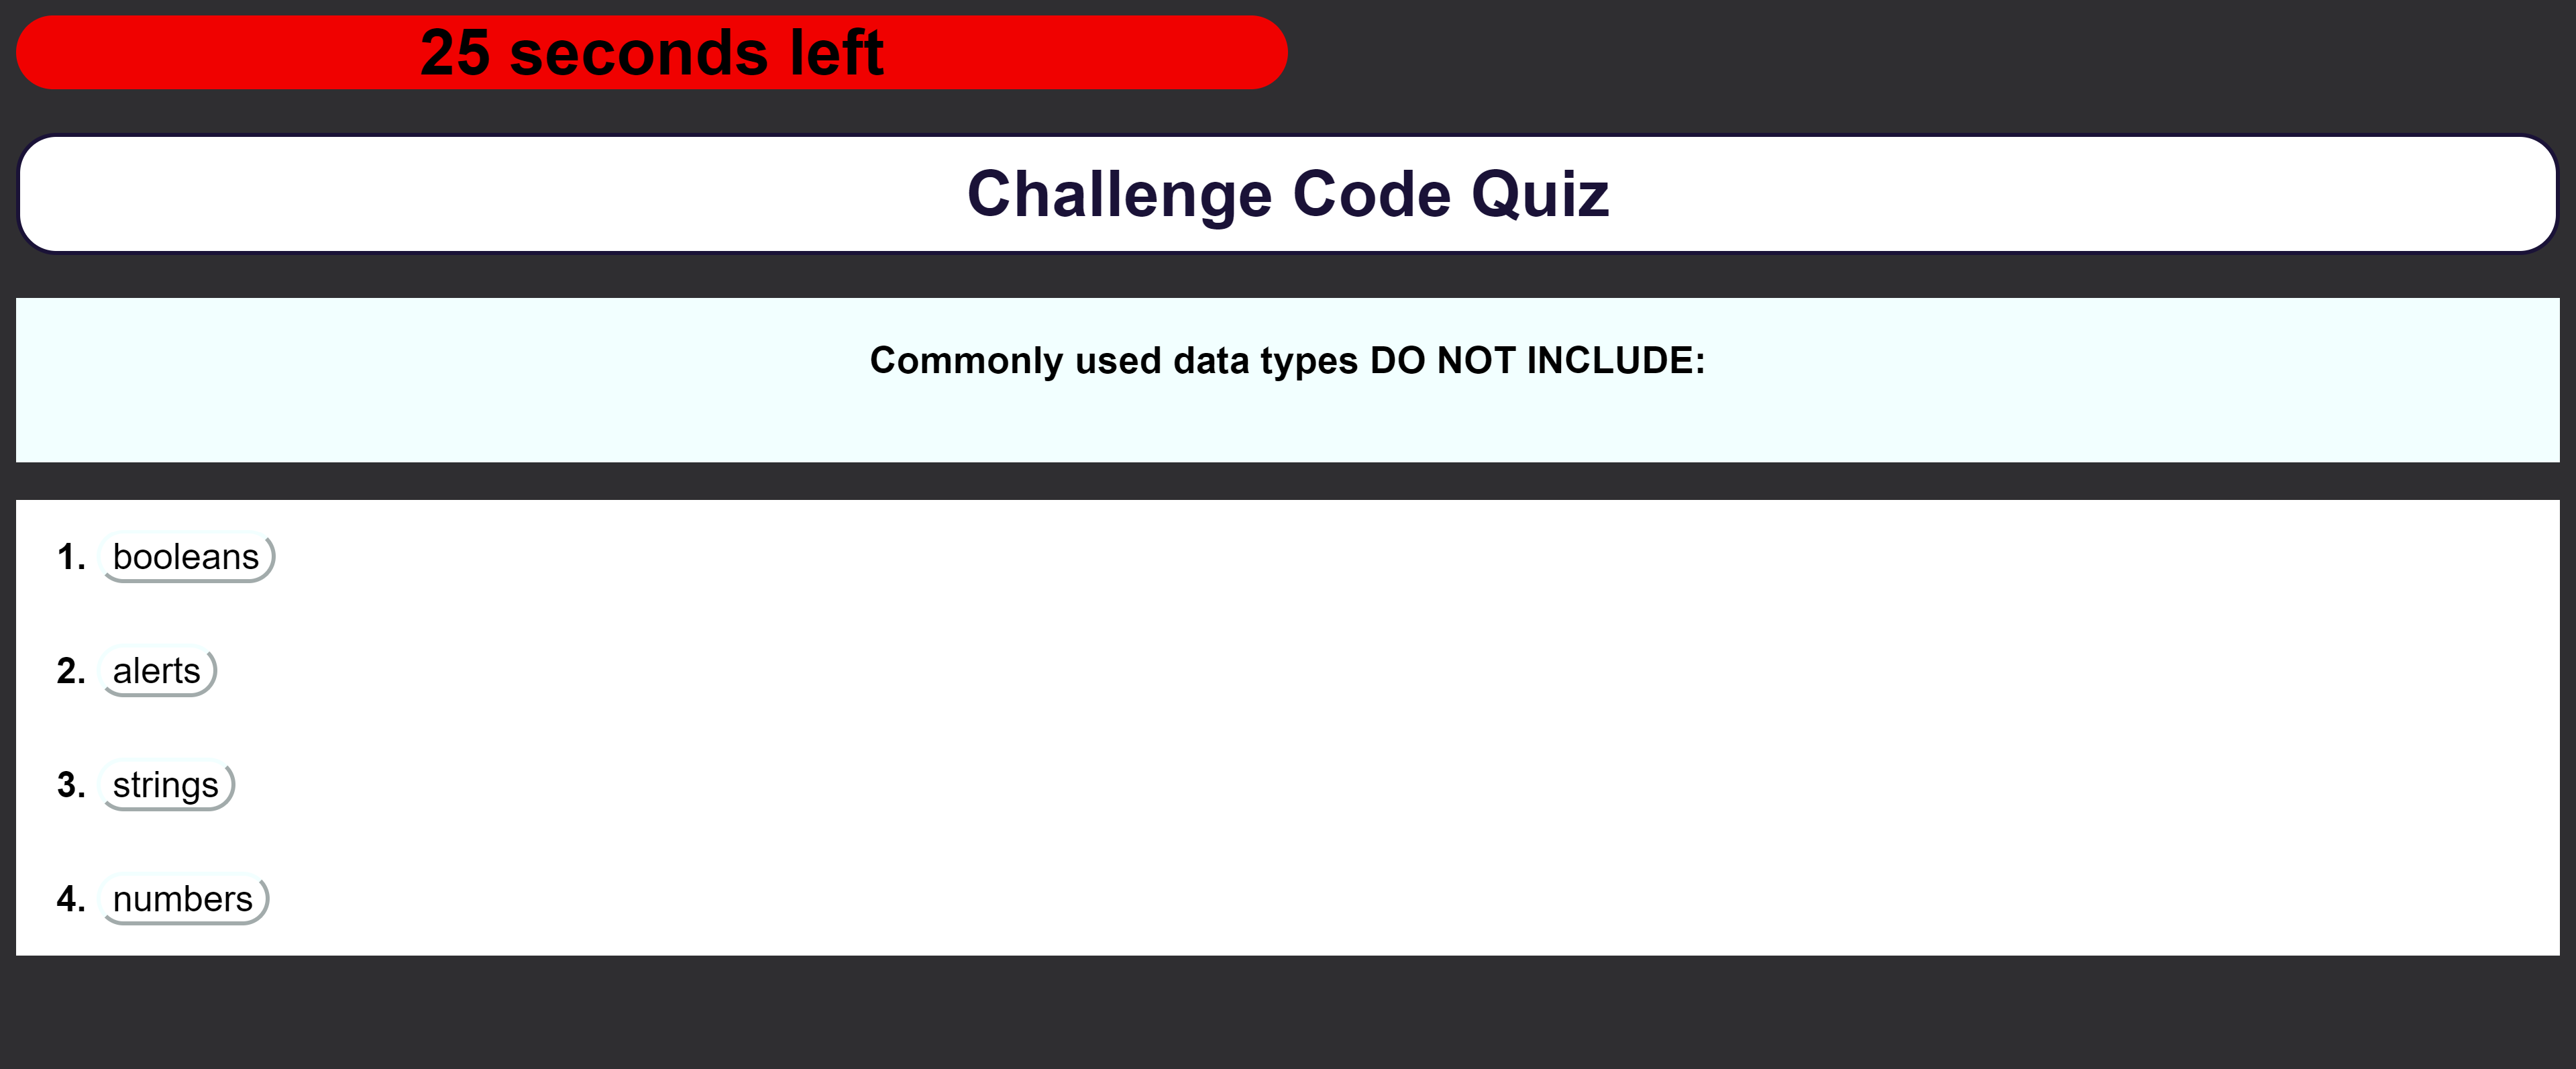 25 seconds left
Challenge Code Quiz
Commonly used data types DO NOT INCLUDE:
1. booleans
2. alerts
3. strings
4. numbers